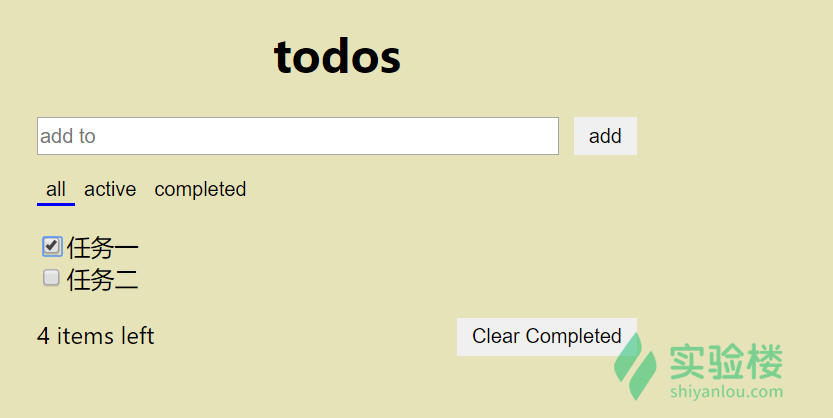 todos
add to
add
all active completed
任务一
任务二
4 items left
Clear Completed
实验楼
shiyanlou.com